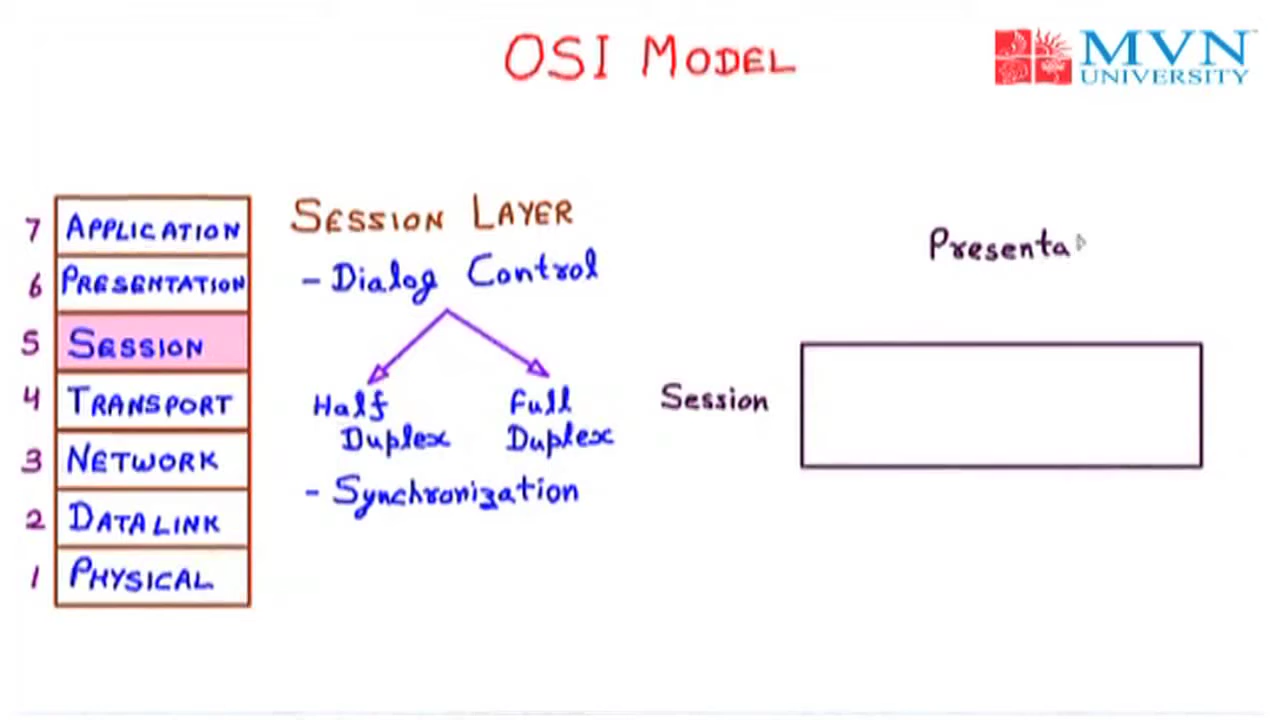 OSI MODEL
MVN
UNIVERSITY
7 APPLICATION
6 PRESENTATION
5 SESSION
4 TRANSPORT
3 NETWORK
2 DATALINK
1 PHYSICAL
SESSION LAYER
- Dialog Control
Half Duplex
Full Duplex
- Synchronization
Presenta
Session